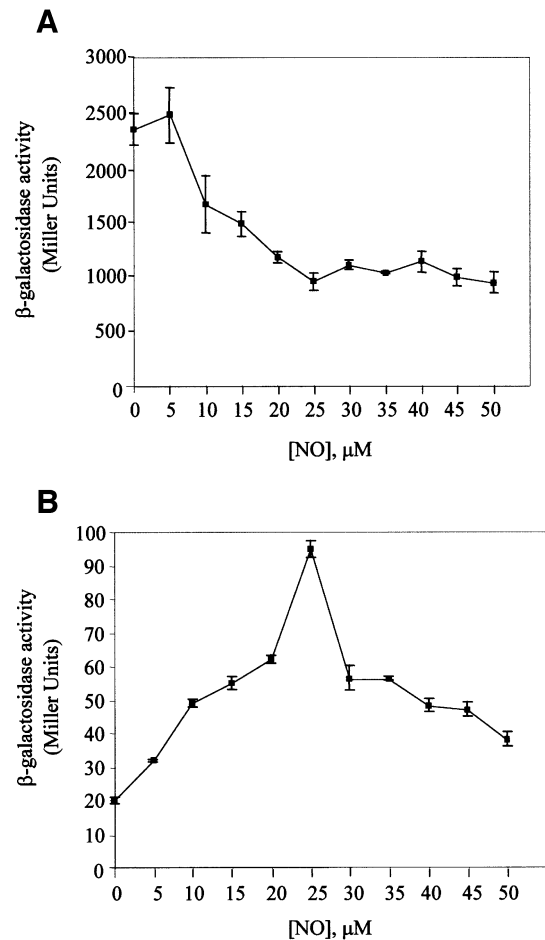 A
3000
2500
2000
1500
1000
500
0
β-galactosidase activity
(Miller Units)
0 5 10 15 20 25 30 35 40 45 50
[NO], μM
B
100
90
80
70
60
50
40
30
20
10
0
β-galactosidase activity
(Miller Units)
0 5 10 15 20 25 30 35 40 45 50
[NO], μM